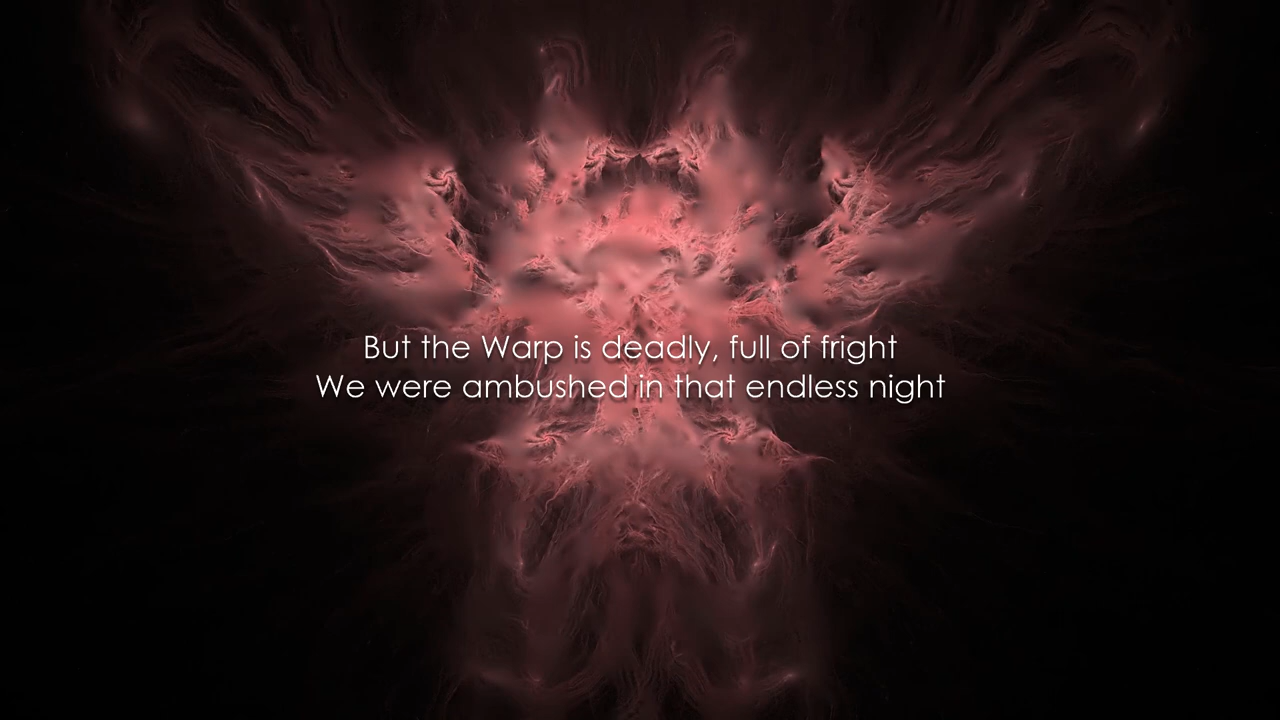 But the Warp is deadly, full of fright
We were ambushed in that endless night